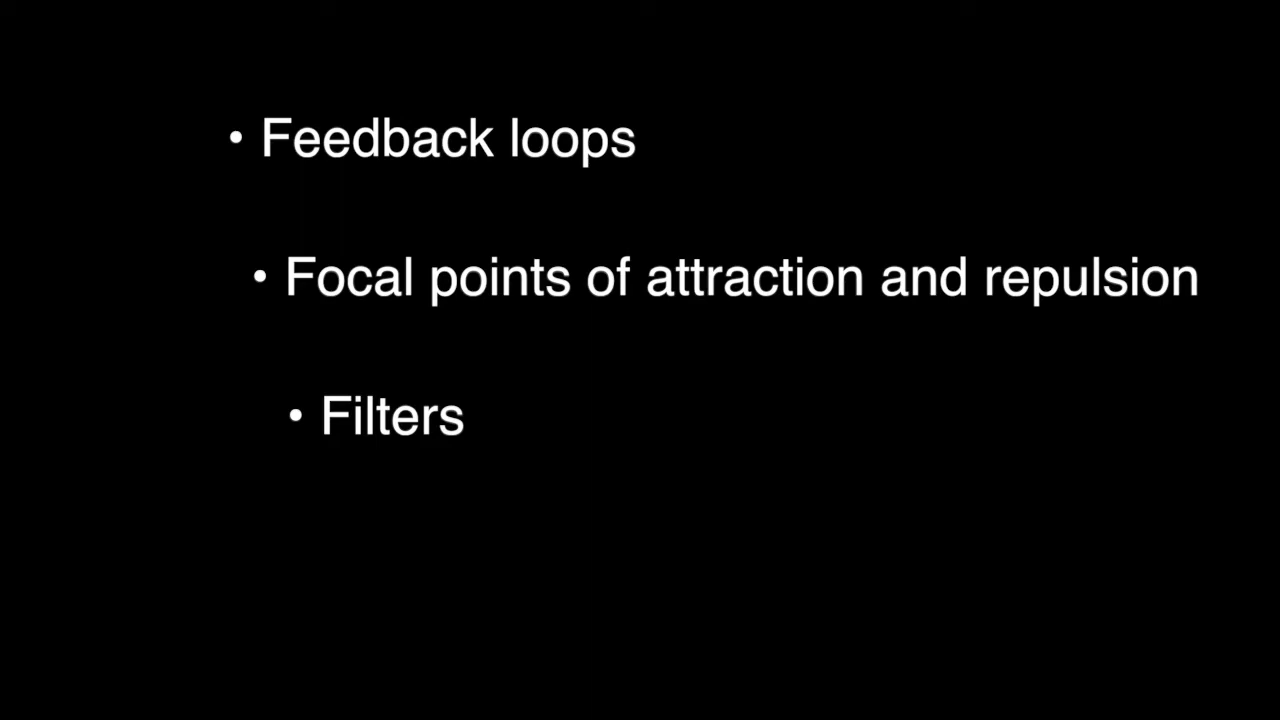 • Feedback loops
• Focal points of attraction and repulsion
• Filters